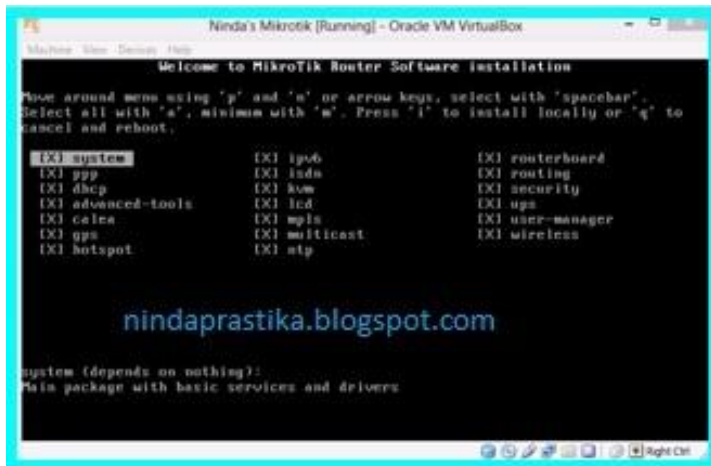 Ninda's Mikrotik [Running] - Oracle VM VirtualBox
Machine View Devices Help
Welcome to MikroTik Router Software installation
Move around menu using 'p' and 'n' or arrow keys, select with 'spacebar'.
Select all with 'a', minimum with 'm'. Press 'i' to install locally or 'q' to
cancel and reboot.
[X] system [X] ipv6 [X] routerboard
[X] ppp [X] isdn [X] routing
[X] dhcp [X] kvm [X] security
[X] advanced-tools [X] lcd [X] ups
[X] calea [X] mpls [X] user-manager
[X] gps [X] multicast [X] wireless
[X] hotspot [X] ntp
nindaprastika.blogspot.com
system (depends on nothing):
Main package with basic services and drivers
Right Ctrl